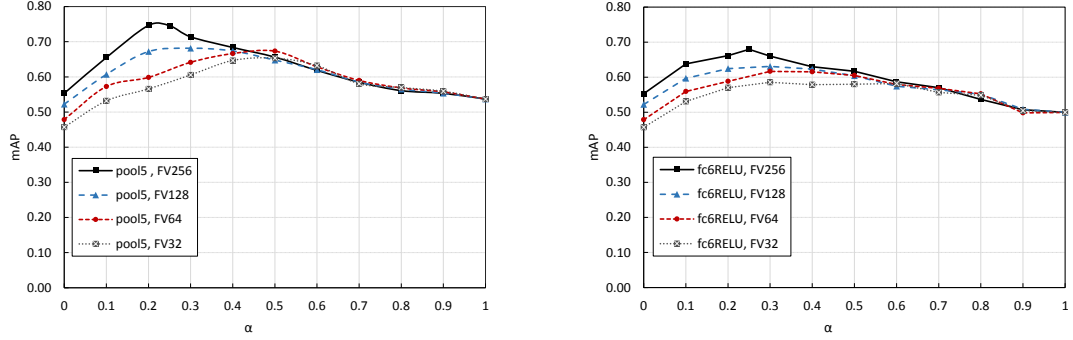 0.80
0.70
0.60
0.50
0.40
0.30
0.20
0.10
0.00
mAP
pool5 , FV256
pool5, FV128
pool5, FV64
pool5, FV32
0 0.1 0.2 0.3 0.4 0.5 0.6 0.7 0.8 0.9 1
α
0.80
0.70
0.60
0.50
0.40
0.30
0.20
0.10
0.00
mAP
fc6RELU, FV256
fc6RELU, FV128
fc6RELU, FV64
fc6RELU, FV32
0 0.1 0.2 0.3 0.4 0.5 0.6 0.7 0.8 0.9 1
α